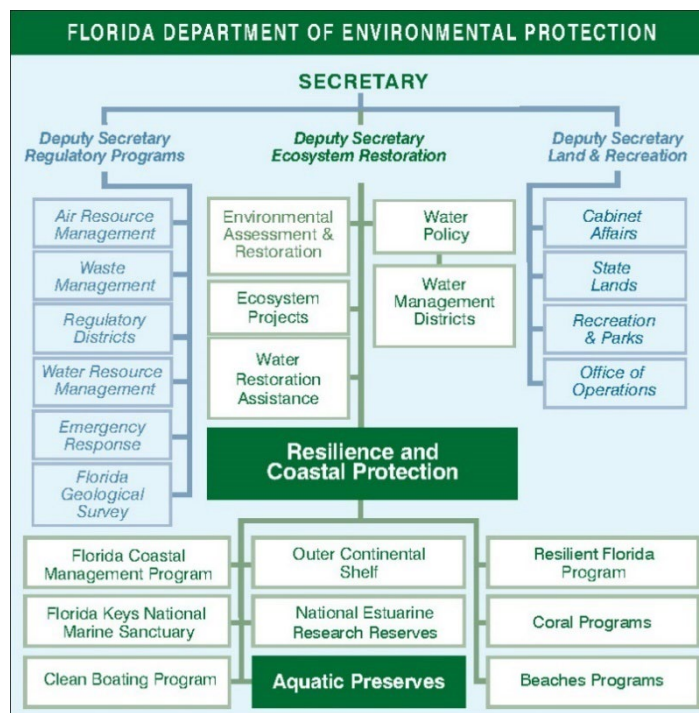 FLORIDA DEPARTMENT OF ENVIRONMENTAL PROTECTION
SECRETARY
Deputy Secretary
Regulatory Programs
Deputy Secretary
Ecosystem Restoration
Deputy Secretary
Land & Recreation
Air Resource
Management
Waste
Management
Regulatory
Districts
Water Resource
Management
Emergency
Response
Florida
Geological
Survey
Environmental
Assessment &
Restoration
Ecosystem
Projects
Water
Restoration
Assistance
Water
Policy
Water
Management
Districts
Cabinet
Affairs
State
Lands
Recreation
& Parks
Office of
Operations
Resilience and
Coastal Protection
Florida Coastal
Management Program
Outer Continental
Shelf
Resilient Florida
Program
Florida Keys National
Marine Sanctuary
National Estuarine
Research Reserves
Coral Programs
Clean Boating Program
Aquatic Preserves
Beaches Programs